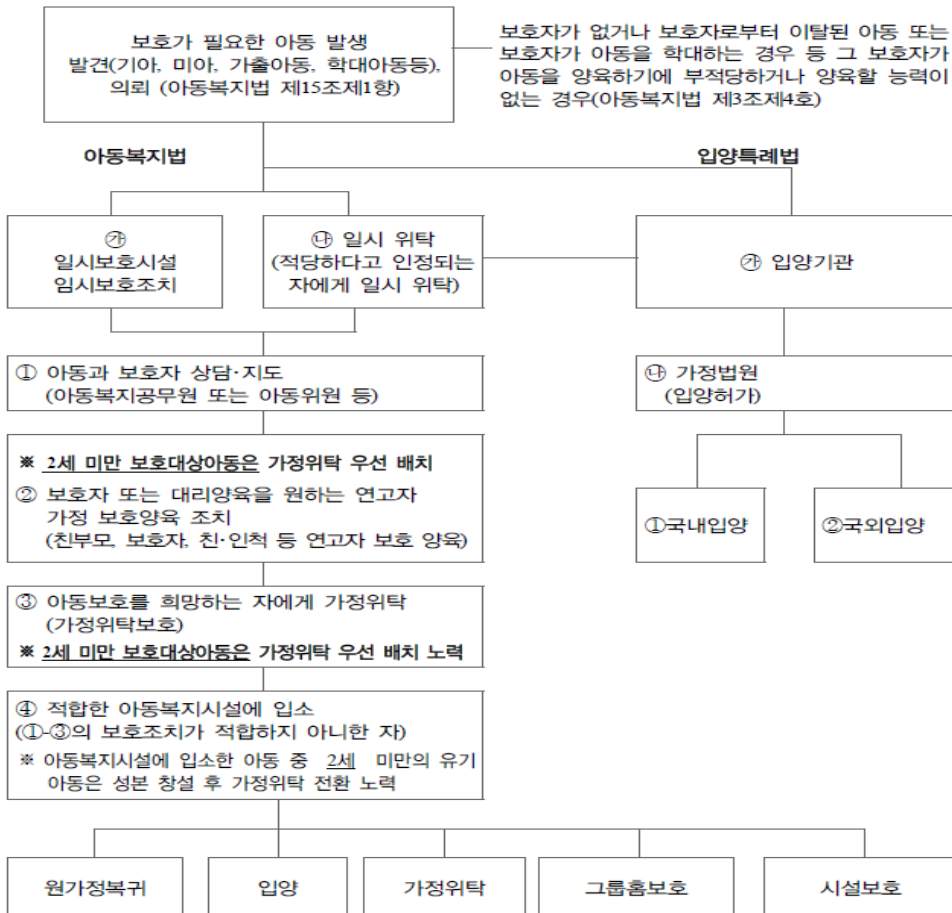 보호가 필요한 아동 발생
발견(기아, 미아, 가출아동, 학대아동등),
의뢰 (아동복지법 제15조제1항)
보호자가 없거나 보호자로부터 이탈된 아동 또는
보호자가 아동을 학대하는 경우 등 그 보호자가
아동을 양육하기에 부적당하거나 양육할 능력이
없는 경우(아동복지법 제3조제4호)
아동복지법
입양특례법
㉮
일시보호시설
임시보호조치
㉯ 일시 위탁
(적당하다고 인정되는
자에게 일시 위탁)
㉮ 입양기관
① 아동과 보호자 상담·지도
(아동복지공무원 또는 아동위원 등)
㉯ 가정법원
(입양허가)
※ 2세 미만 보호대상아동은 가정위탁 우선 배치
② 보호자 또는 대리양육을 원하는 연고자
가정 보호양육 조치
(친부모, 보호자, 친·인척 등 연고자 보호 양육)
①국내입양
②국외입양
③ 아동보호를 희망하는 자에게 가정위탁
(가정위탁보호)
※ 2세 미만 보호대상아동은 가정위탁 우선 배치 노력
④ 적합한 아동복지시설에 입소
(①-③의 보호조치가 적합하지 아니한 자)
※ 아동복지시설에 입소한 아동 중 2세 미만의 유기
아동은 성본 창설 후 가정위탁 전환 노력
원가정복귀
입양
가정위탁
그룹홈보호
시설보호